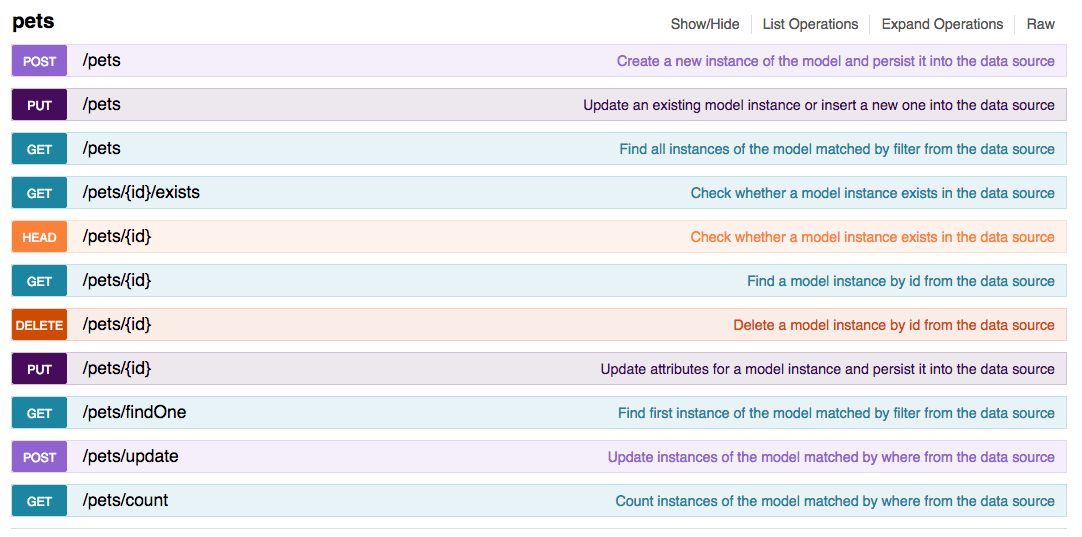 pets Show/Hide List Operations Expand Operations Raw
POST /pets Create a new instance of the model and persist it into the data source
PUT /pets Update an existing model instance or insert a new one into the data source
GET /pets Find all instances of the model matched by filter from the data source
GET /pets/{id}/exists Check whether a model instance exists in the data source
HEAD /pets/{id} Check whether a model instance exists in the data source
GET /pets/{id} Find a model instance by id from the data source
DELETE /pets/{id} Delete a model instance by id from the data source
PUT /pets/{id} Update attributes for a model instance and persist it into the data source
GET /pets/findOne Find first instance of the model matched by filter from the data source
POST /pets/update Update instances of the model matched by where from the data source
GET /pets/count Count instances of the model matched by where from the data source